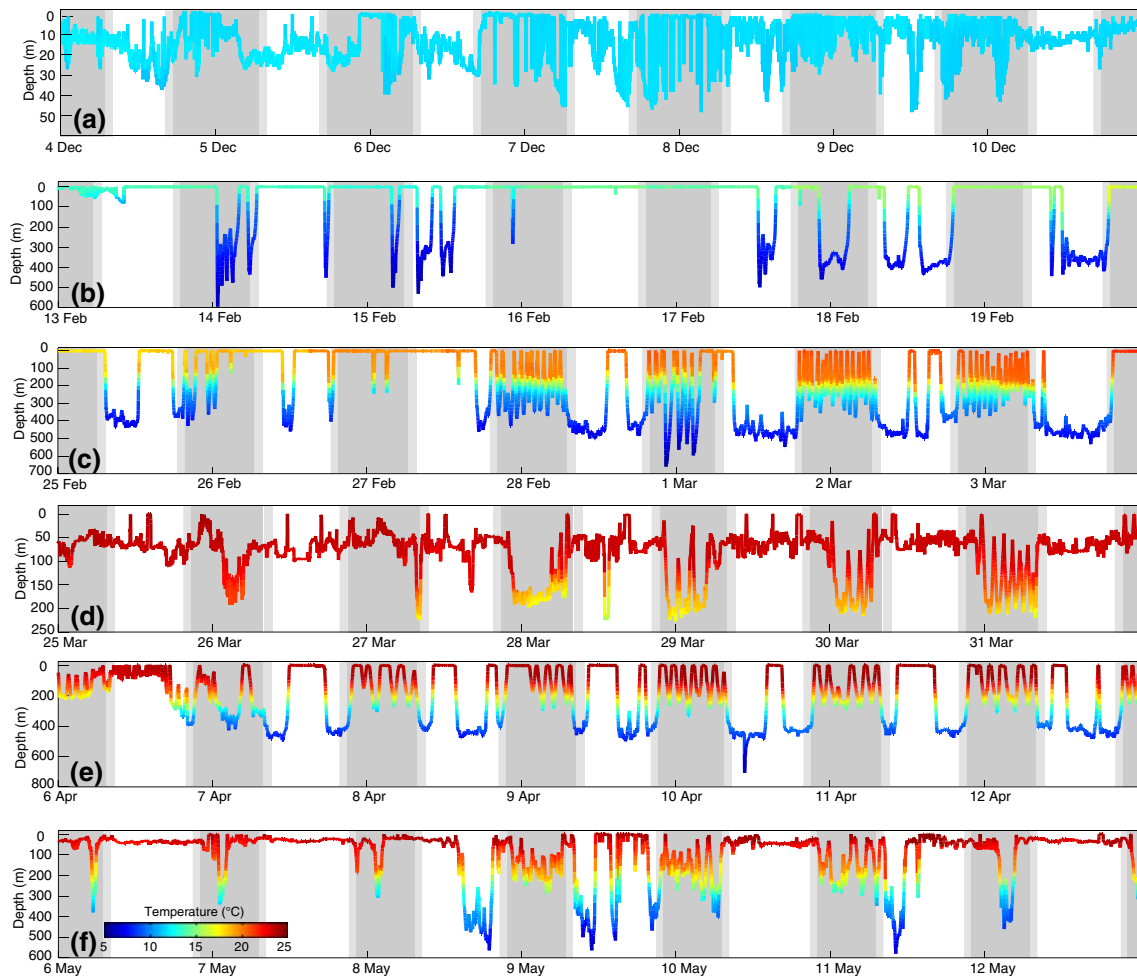 0
10
20
30
40
50
Depth (m)
(a)
4 Dec 5 Dec 6 Dec 7 Dec 8 Dec 9 Dec 10 Dec
0
100
200
300
400
500
600
Depth (m)
(b)
13 Feb 14 Feb 15 Feb 16 Feb 17 Feb 18 Feb 19 Feb
0
100
200
300
400
500
600
700
Depth (m)
(c)
25 Feb 26 Feb 27 Feb 28 Feb 1 Mar 2 Mar 3 Mar
0
50
100
150
200
250
Depth (m)
(d)
25 Mar 26 Mar 27 Mar 28 Mar 29 Mar 30 Mar 31 Mar
0
200
400
600
800
Depth (m)
(e)
6 Apr 7 Apr 8 Apr 9 Apr 10 Apr 11 Apr 12 Apr
0
100
200
300
400
500
600
Depth (m)
Temperature (°C)
5 10 15 20 25
(f)
6 May 7 May 8 May 9 May 10 May 11 May 12 May